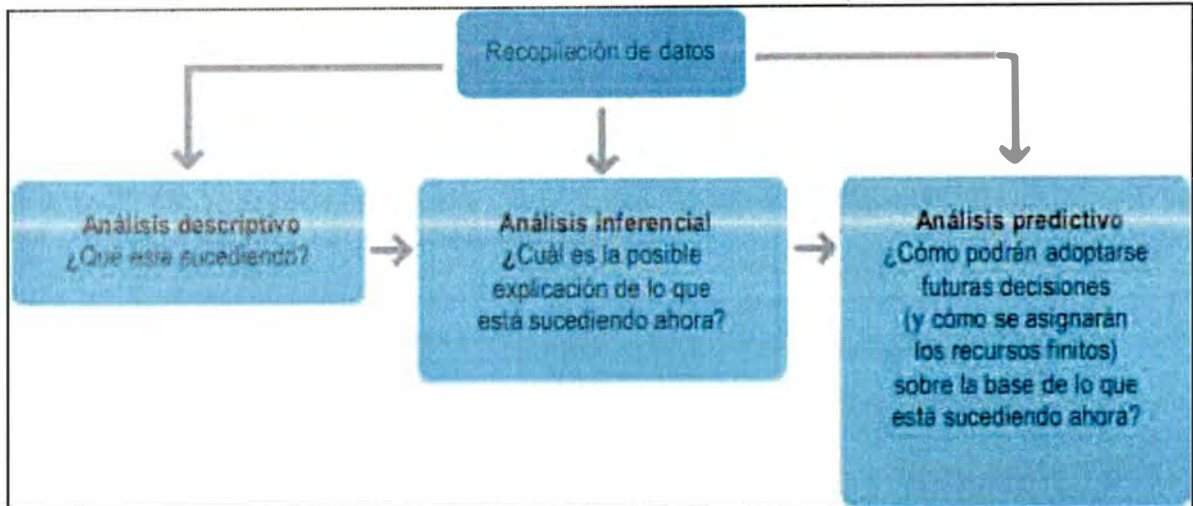 Recopilación de datos
Análisis descriptivo
¿Qué está sucediendo?
Análisis inferencial
¿Cuál es la posible
explicación de lo que
está sucediendo ahora?
Análisis predictivo
¿Cómo podrán adoptarse
futuras decisiones
(y cómo se asignarán
los recursos finitos)
sobre la base de lo que
está sucediendo ahora?